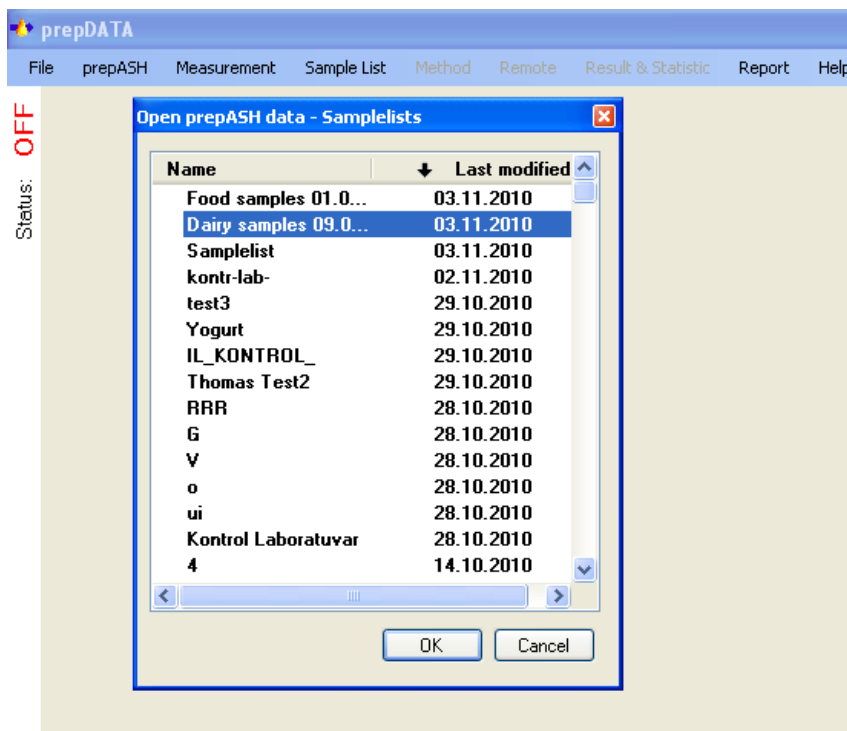 prepDATA
File prepASH Measurement Sample List Method Remote Result & Statistic Report Help
Status: OFF
Open prepASH data - Samplelists
Name Last modified
Food samples 01.0... 03.11.2010
Dairy samples 09.0... 03.11.2010
Samplelist 03.11.2010
kontr-lab- 02.11.2010
test3 29.10.2010
Yogurt 29.10.2010
IL_KONTROL_ 29.10.2010
Thomas Test2 29.10.2010
RRR 28.10.2010
G 28.10.2010
V 28.10.2010
o 28.10.2010
ui 28.10.2010
Kontrol Laboratuvar 28.10.2010
4 14.10.2010
OK Cancel